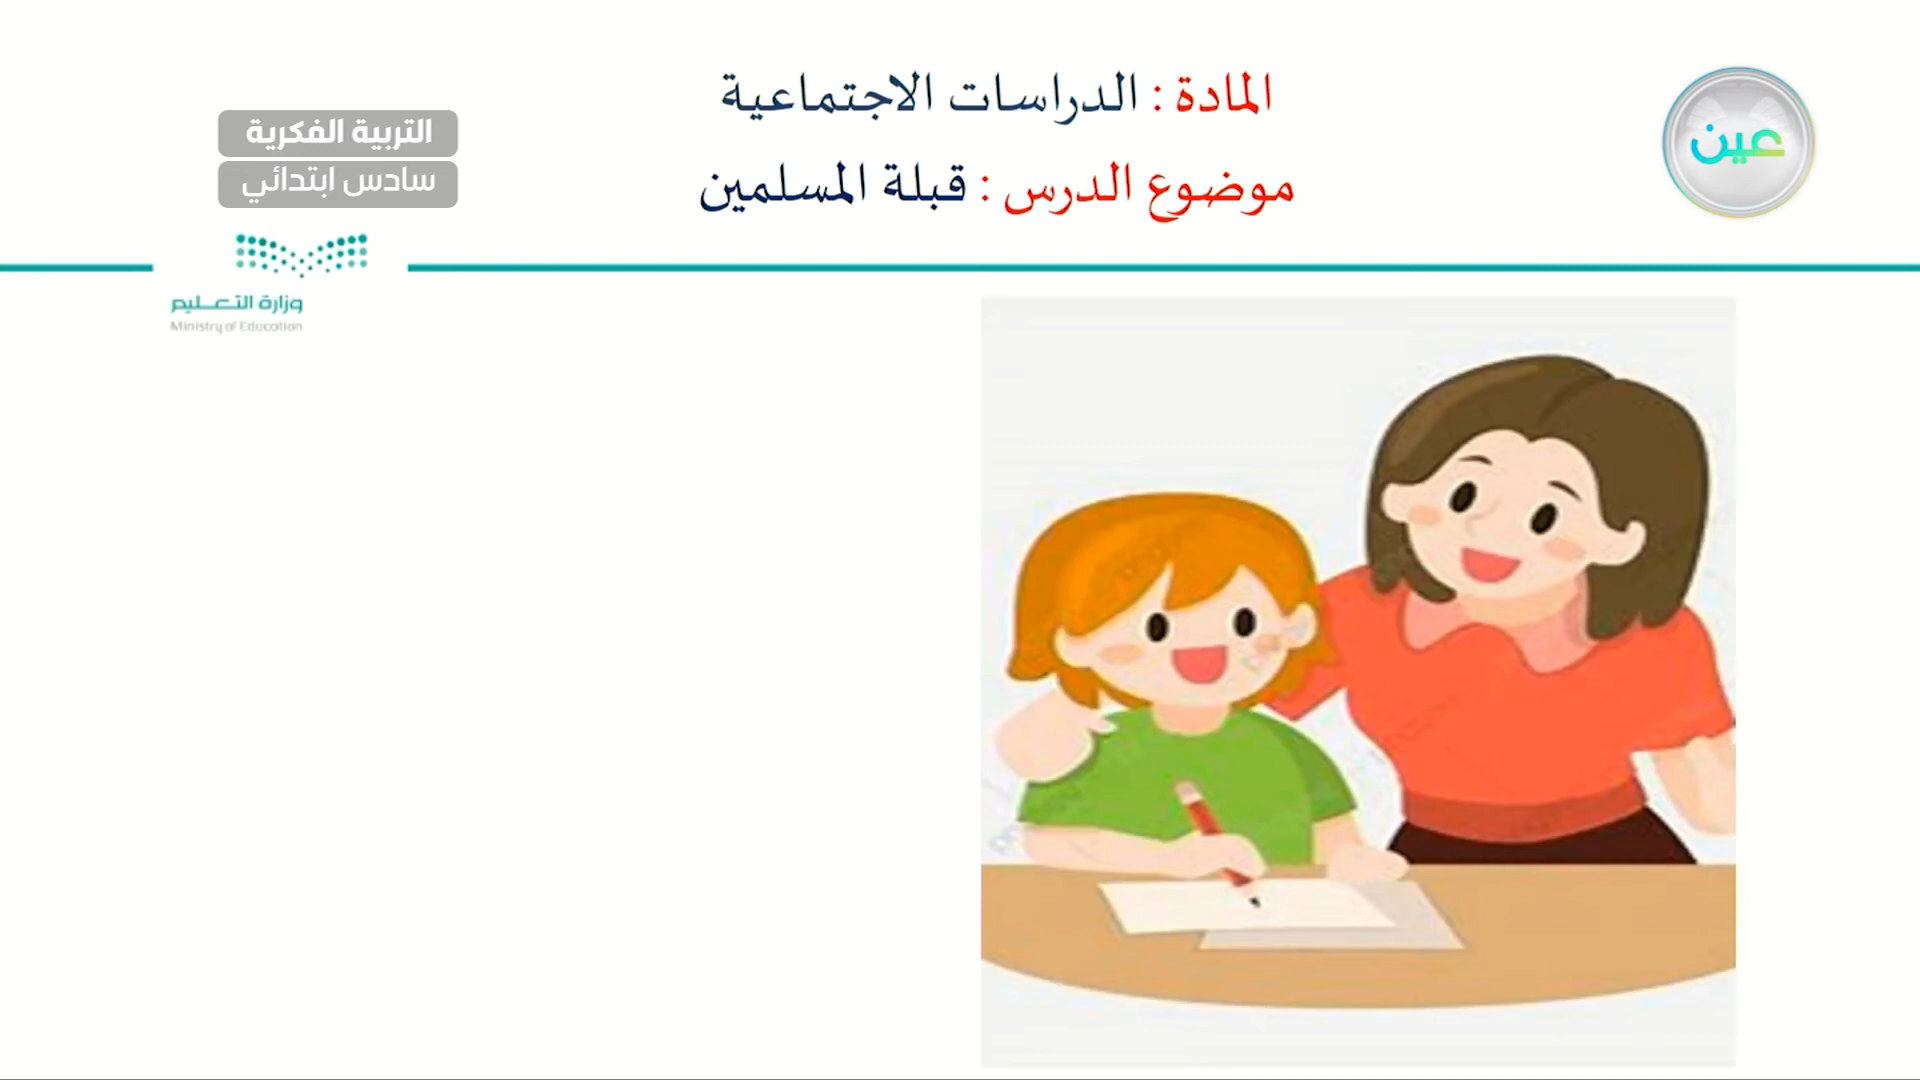 المادة : الدراسات الاجتماعية
موضوع الدرس : قبلة المسلمين
عين
التربية الفكرية
سادس ابتدائي
وزارة التعليم
Ministry of Education